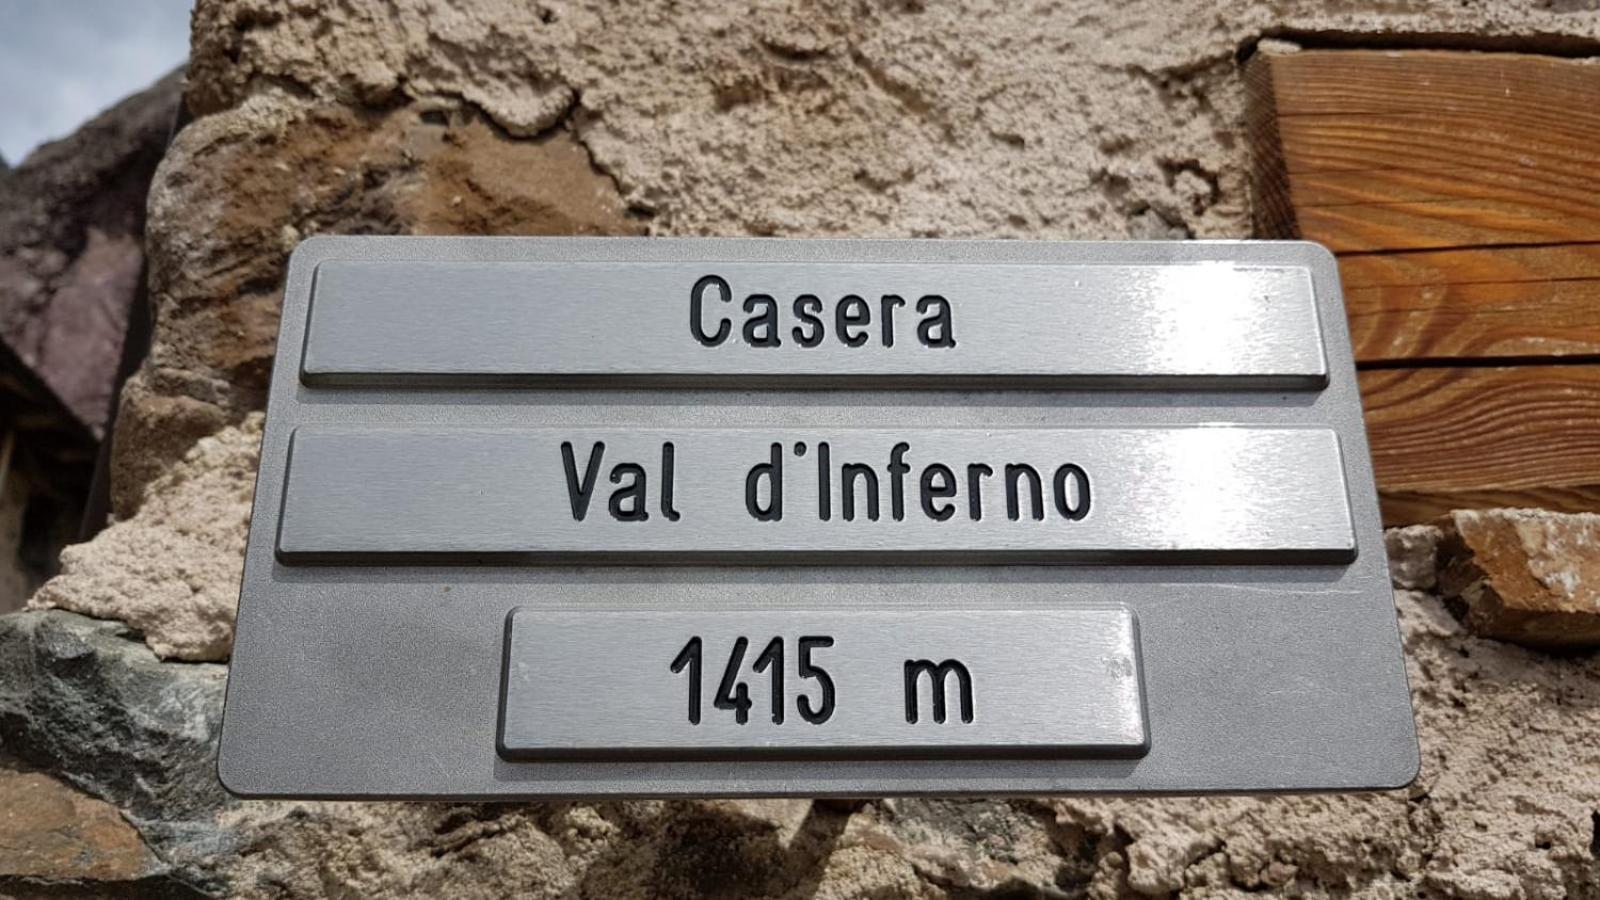 Casera
Val d'Inferno
1415 m